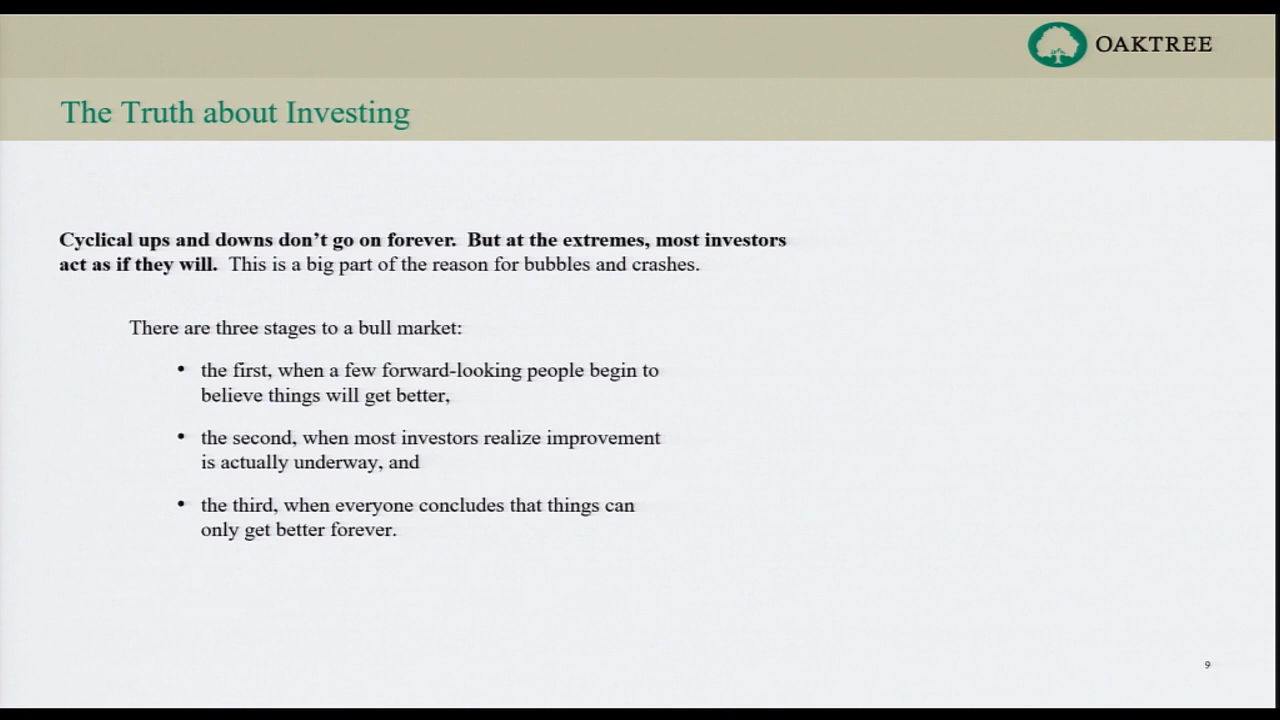 OAKTREE
The Truth about Investing
Cyclical ups and downs don’t go on forever.  But at the extremes, most investors
act as if they will.  This is a big part of the reason for bubbles and crashes.
There are three stages to a bull market:
• the first, when a few forward-looking people begin to
believe things will get better,
• the second, when most investors realize improvement
is actually underway, and
• the third, when everyone concludes that things can
only get better forever.
9